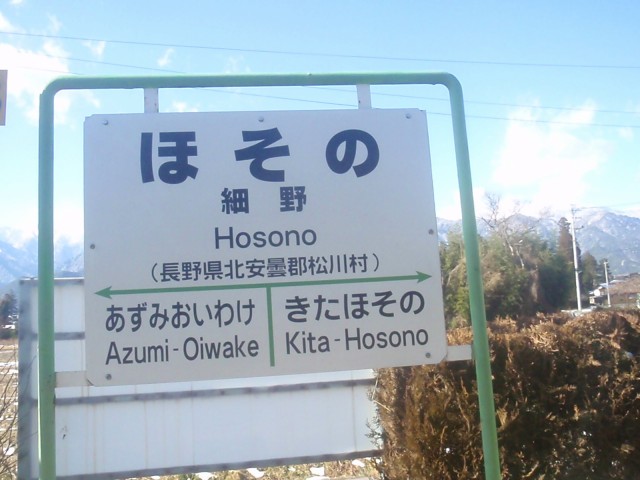 ほその
細野
Hosono
(長野県北安曇郡松川村)
あずみおいわけ
Azumi-Oiwake
きたほその
Kita-Hosono